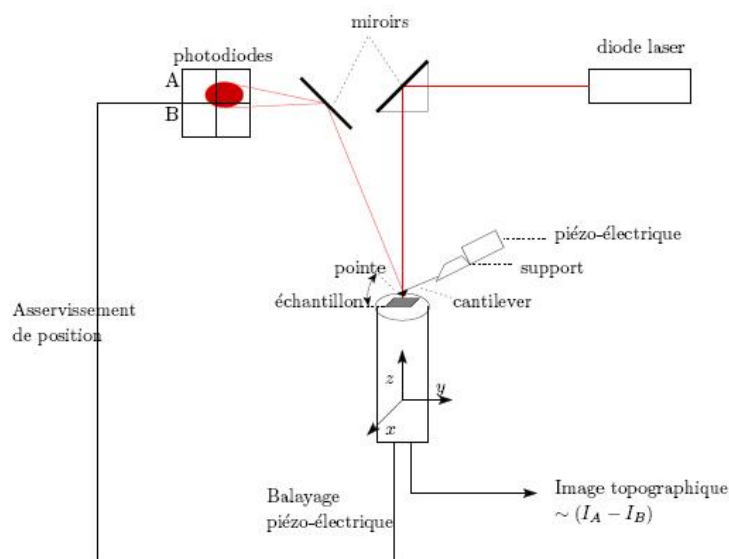 miroirs
diode laser
photodiodes
A
B
piézo-électrique
pointe
support
échantillon
cantilever
Asservissement
de position
z
y
x
Balayage
piézo-électrique
Image topographique
∼ (I_A − I_B)